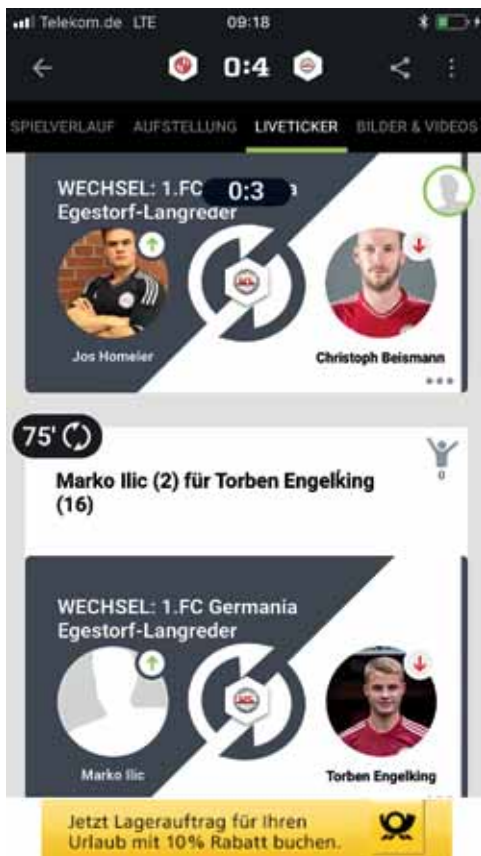 Telekom.de LTE 09:18
0:4
SPIELVERLAUF AUFSTELLUNG LIVETICKER BILDER & VIDEOS
WECHSEL: 1.FC
0:3
Egestorf-Langreder
Jos Homeier
Christoph Beismann
75'
Marko Ilic (2) für Torben Engelking
(16)
0
WECHSEL: 1.FC Germania
Egestorf-Langreder
Marko Ilic
Torben Engelking
Jetzt Lagerauftrag für Ihren
Urlaub mit 10% Rabatt buchen.